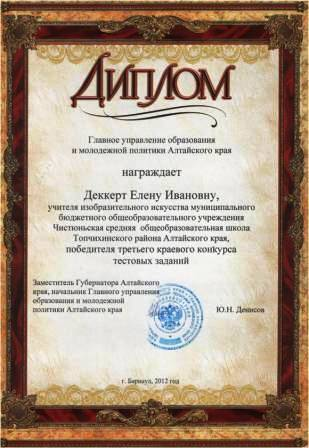 ДИПЛОМ
Главное управление образования
и молодежной политики Алтайского края
награждает
Деккерт Елену Ивановну,
учителя изобразительного искусства муниципального
бюджетного общеобразовательного учреждения
Чистюньская средняя общеобразовательная школа
Топчихинского района Алтайского края,
победителя третьего краевого конкурса
тестовых заданий
Заместитель Губернатора Алтайского
края, начальник Главного управления
образования и молодежной
политики Алтайского края
Ю.Н. Денисов
г. Барнаул, 2012 год